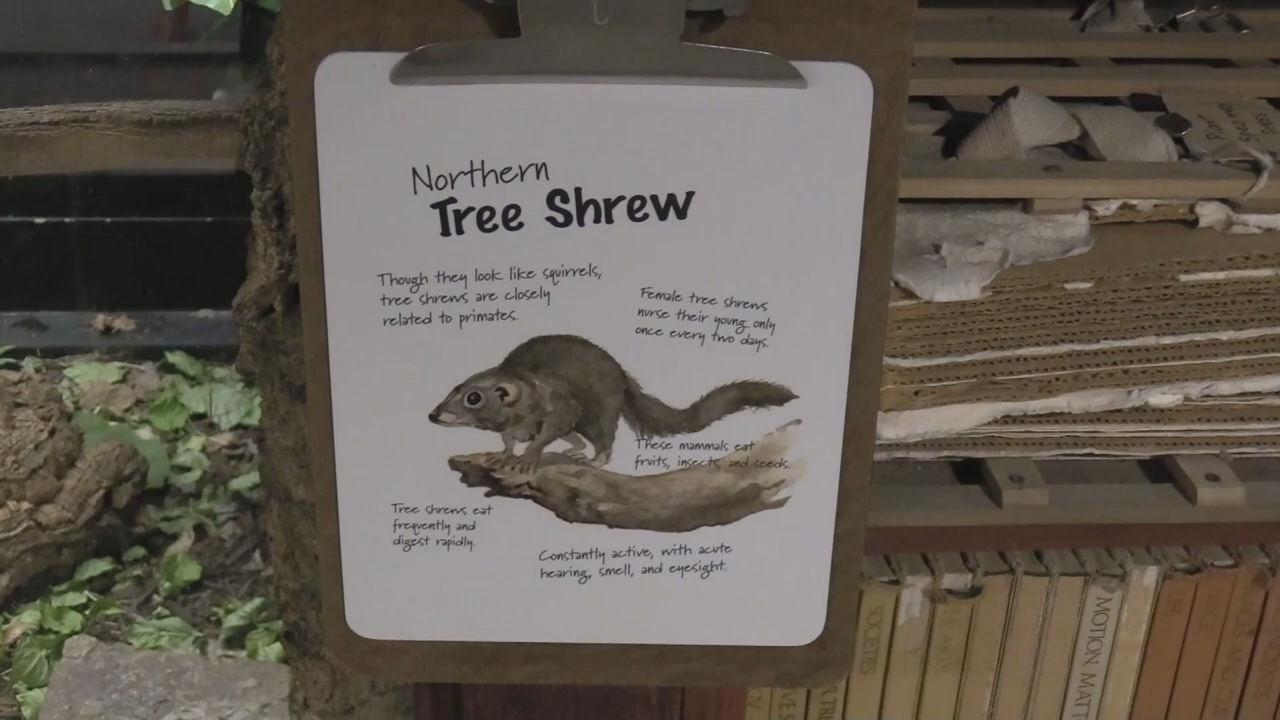 Northern
Tree Shrew
Though they look like squirrels,
tree shrews are closely
related to primates.
Female tree shrews
nurse their young only
once every two days.
These mammals eat
fruits, insects, and seeds.
Tree shrews eat
frequently and
digest rapidly.
Constantly active, with acute
hearing, smell, and eyesight.
SOCIETIES
MOTION